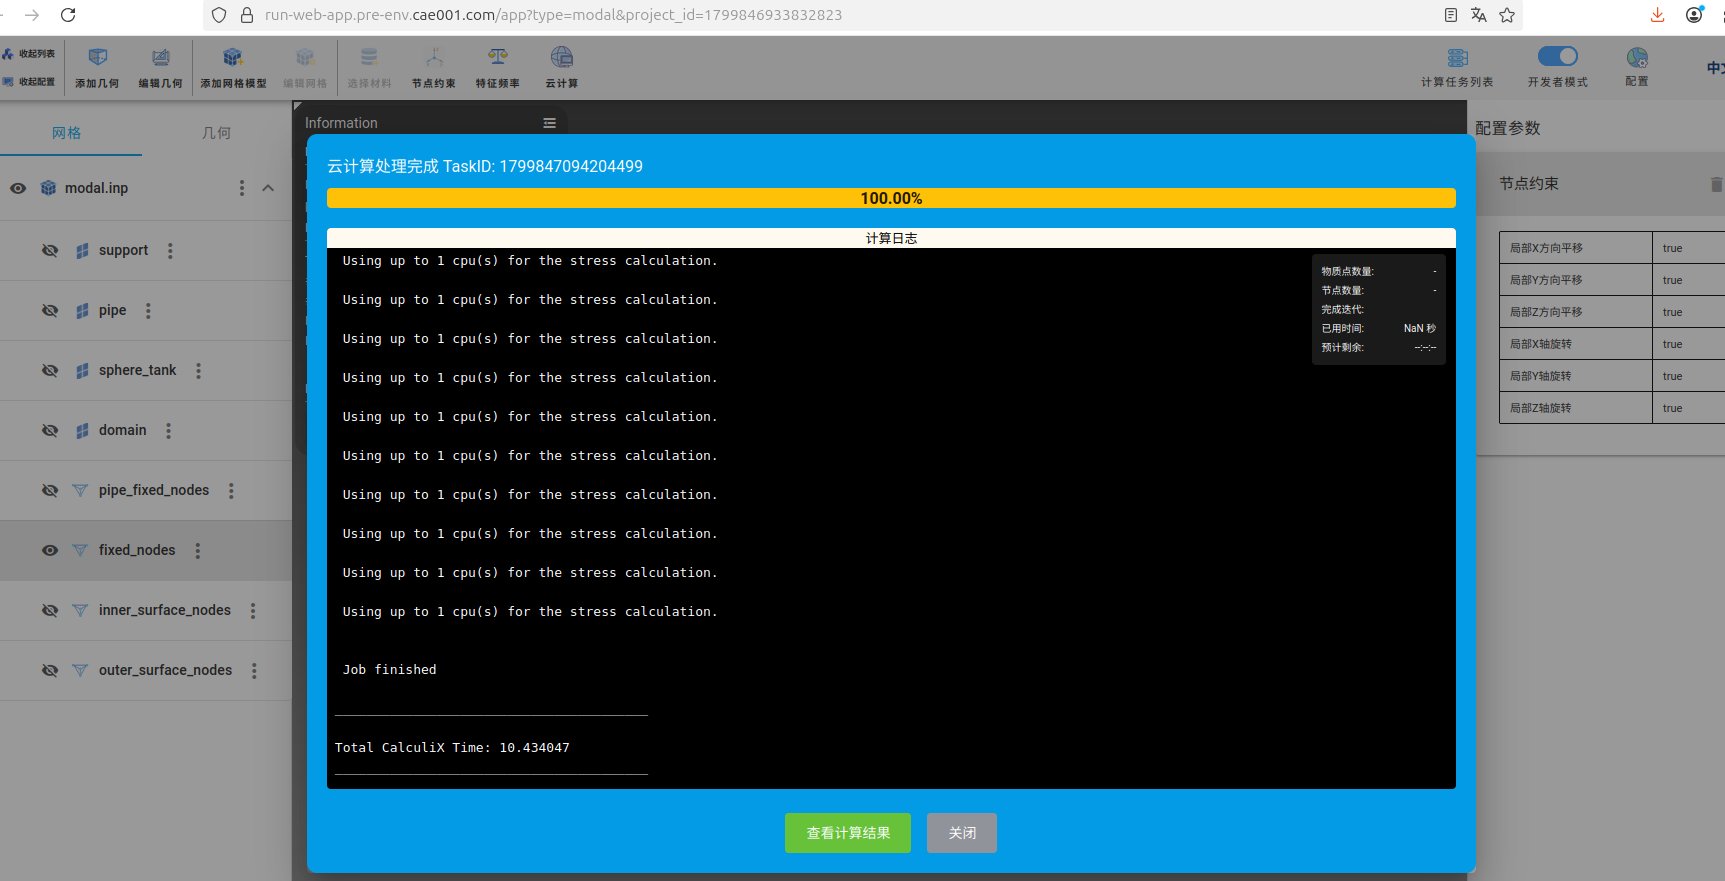 run-web-app.pre-env.cae001.com/app?type=modal&project_id=1799846933832823
收起列表
收起配置
添加几何
编辑几何
添加网格模型
编辑网格
选择材料
节点约束
特征频率
云计算
计算任务列表
开发者模式
配置
网格
几何
modal.inp
support
pipe
sphere_tank
domain
pipe_fixed_nodes
fixed_nodes
inner_surface_nodes
outer_surface_nodes
Information
云计算处理完成 TaskID: 1799847094204499
100.00%
计算日志
Using up to 1 cpu(s) for the stress calculation.
Using up to 1 cpu(s) for the stress calculation.
Using up to 1 cpu(s) for the stress calculation.
Using up to 1 cpu(s) for the stress calculation.
Using up to 1 cpu(s) for the stress calculation.
Using up to 1 cpu(s) for the stress calculation.
Using up to 1 cpu(s) for the stress calculation.
Using up to 1 cpu(s) for the stress calculation.
Using up to 1 cpu(s) for the stress calculation.
Using up to 1 cpu(s) for the stress calculation.
Job finished
________________________________________
Total CalculiX Time: 10.434047
________________________________________
物质点数量: -
节点数量: -
完成迭代:
已用时间: NaN 秒
预计剩余: --:--:--
查看计算结果
关闭
配置参数
节点约束
局部X方向平移 true
局部Y方向平移 true
局部Z方向平移 true
局部X轴旋转 true
局部Y轴旋转 true
局部Z轴旋转 true